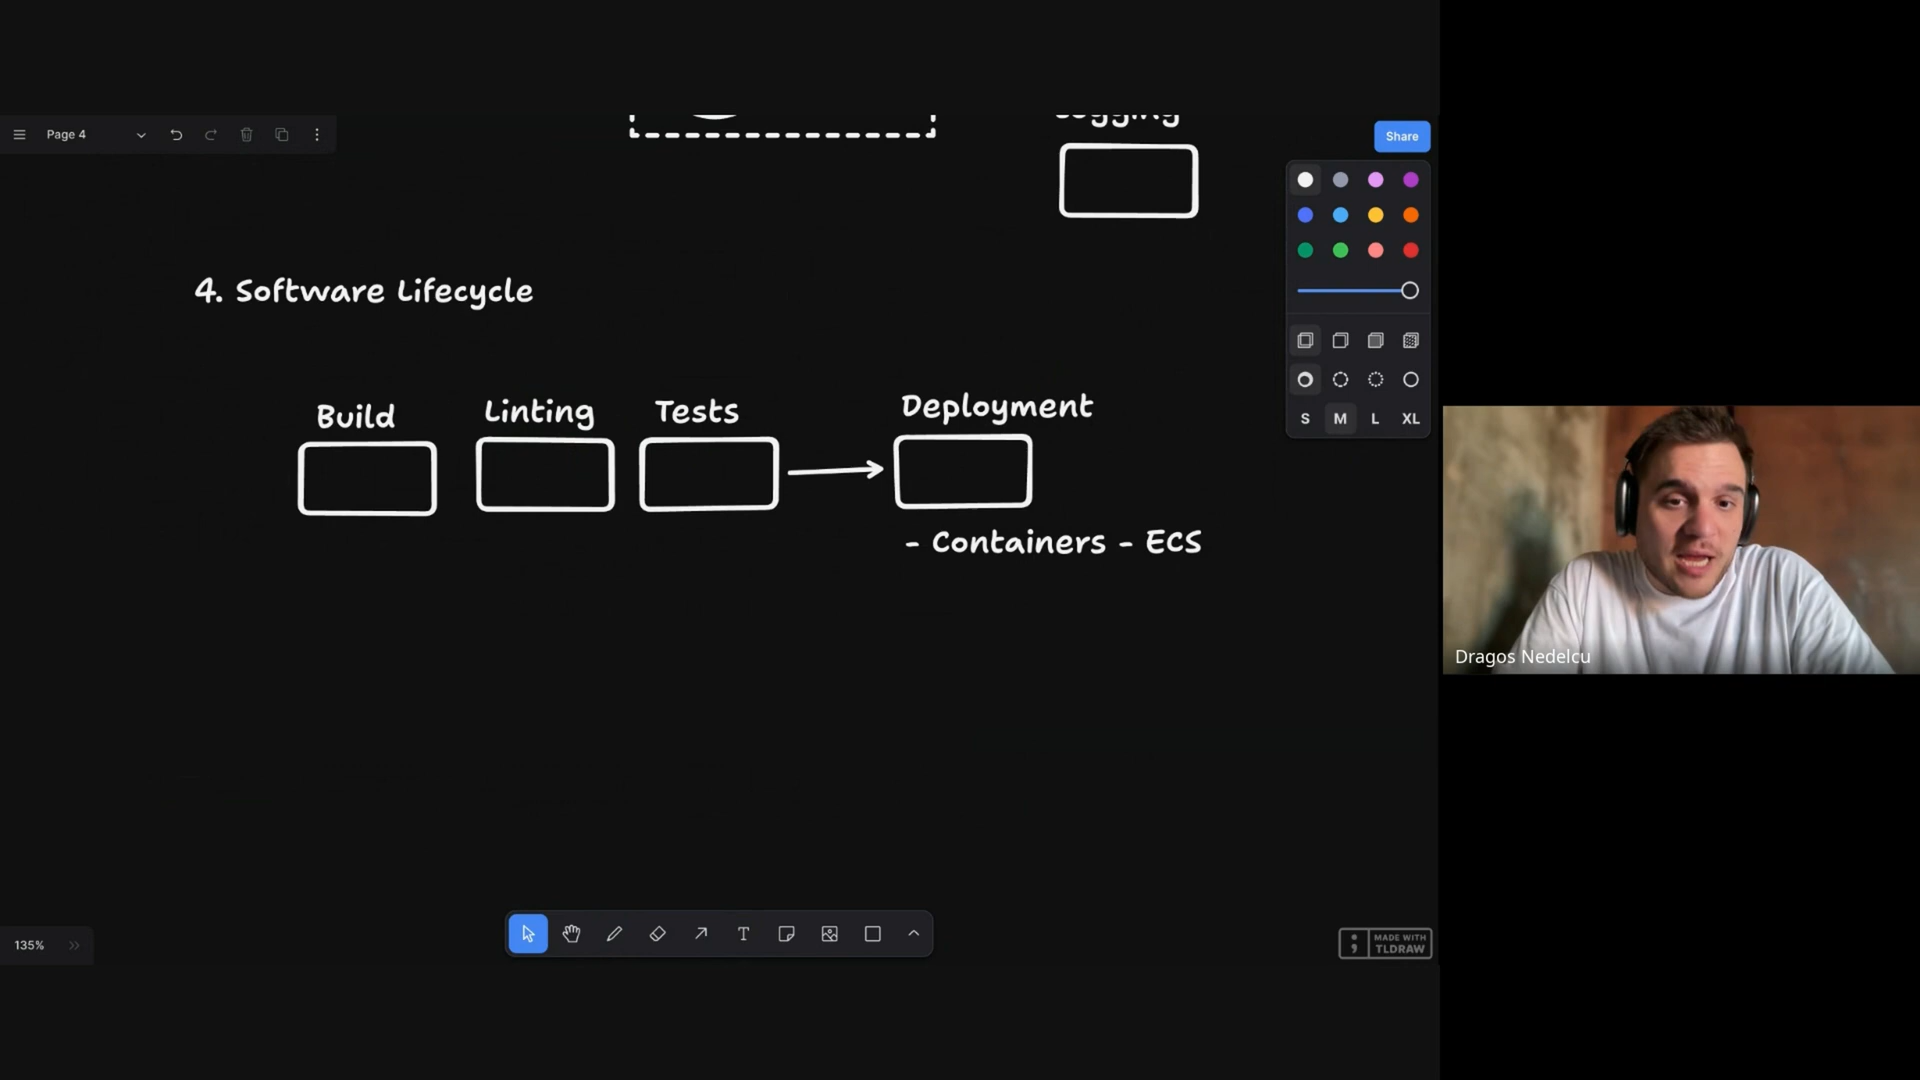 Page 4
Logging
Share
4. Software Lifecycle
Build
Linting
Tests
Deployment
- Containers - ECS
S M L XL
Dragos Nedelcu
135%
MADE WITH
TLDRAW